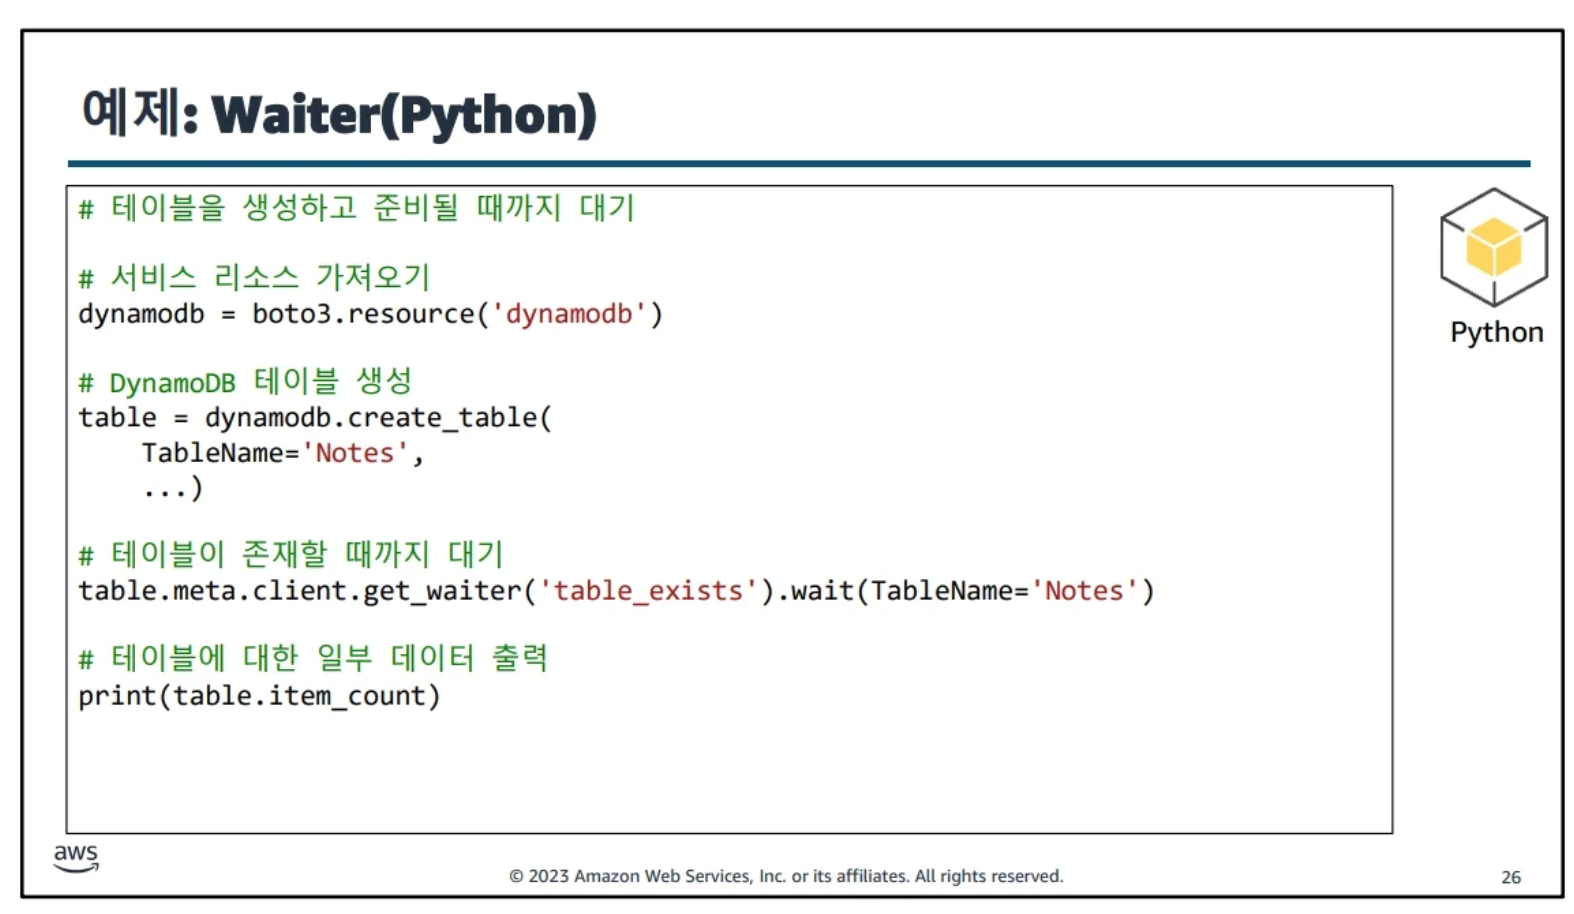 예제: Waiter(Python)
# 테이블을 생성하고 준비될 때까지 대기
# 서비스 리소스 가져오기
dynamodb = boto3.resource('dynamodb')
Python
# DynamoDB 테이블 생성
table = dynamodb.create_table(
    TableName='Notes',
    ...)
# 테이블이 존재할 때까지 대기
table.meta.client.get_waiter('table_exists').wait(TableName='Notes')
# 테이블에 대한 일부 데이터 출력
print(table.item_count)
aws
© 2023 Amazon Web Services, Inc. or its affiliates. All rights reserved.
26